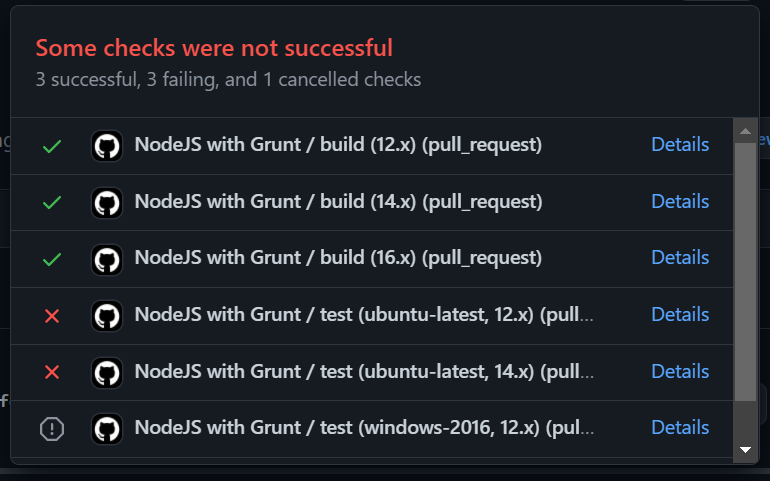 Some checks were not successful
3 successful, 3 failing, and 1 cancelled checks
NodeJS with Grunt / build (12.x) (pull_request) Details
NodeJS with Grunt / build (14.x) (pull_request) Details
NodeJS with Grunt / build (16.x) (pull_request) Details
NodeJS with Grunt / test (ubuntu-latest, 12.x) (pull... Details
NodeJS with Grunt / test (ubuntu-latest, 14.x) (pull... Details
NodeJS with Grunt / test (windows-2016, 12.x) (pul... Details